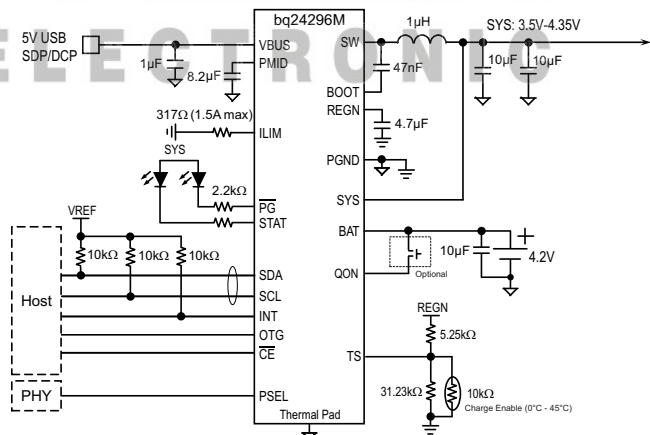 ELECTRONIC
bq24296M
5V USB
SDP/DCP
1µF
8.2µF
VBUS
PMID
SW
1µH
SYS: 3.5V-4.35V
47nF
10µF
10µF
BOOT
REGN
4.7µF
317Ω (1.5A max)
ILIM
SYS
PGND
2.2kΩ
PG
STAT
SYS
VREF
10kΩ
10kΩ
10kΩ
BAT
Optional
10µF
4.2V
QON
Host
SDA
SCL
INT
OTG
CE
REGN
5.25kΩ
TS
31.23kΩ
10kΩ
Charge Enable (0°C - 45°C)
PHY
PSEL
Thermal Pad